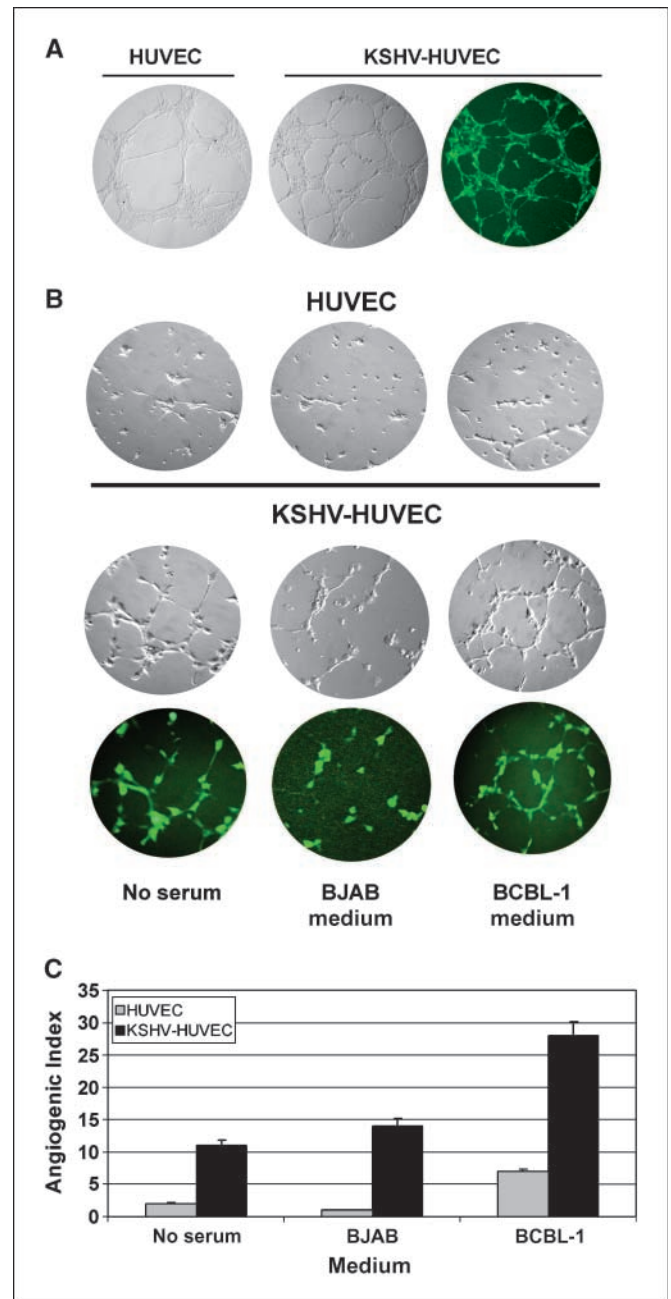 A
HUVEC KSHV-HUVEC
B
HUVEC
KSHV-HUVEC
No serum BJAB medium BCBL-1 medium
C
35
30
25
20
15
10
5
0
Angiogenic Index
HUVEC
KSHV-HUVEC
No serum BJAB BCBL-1
Medium